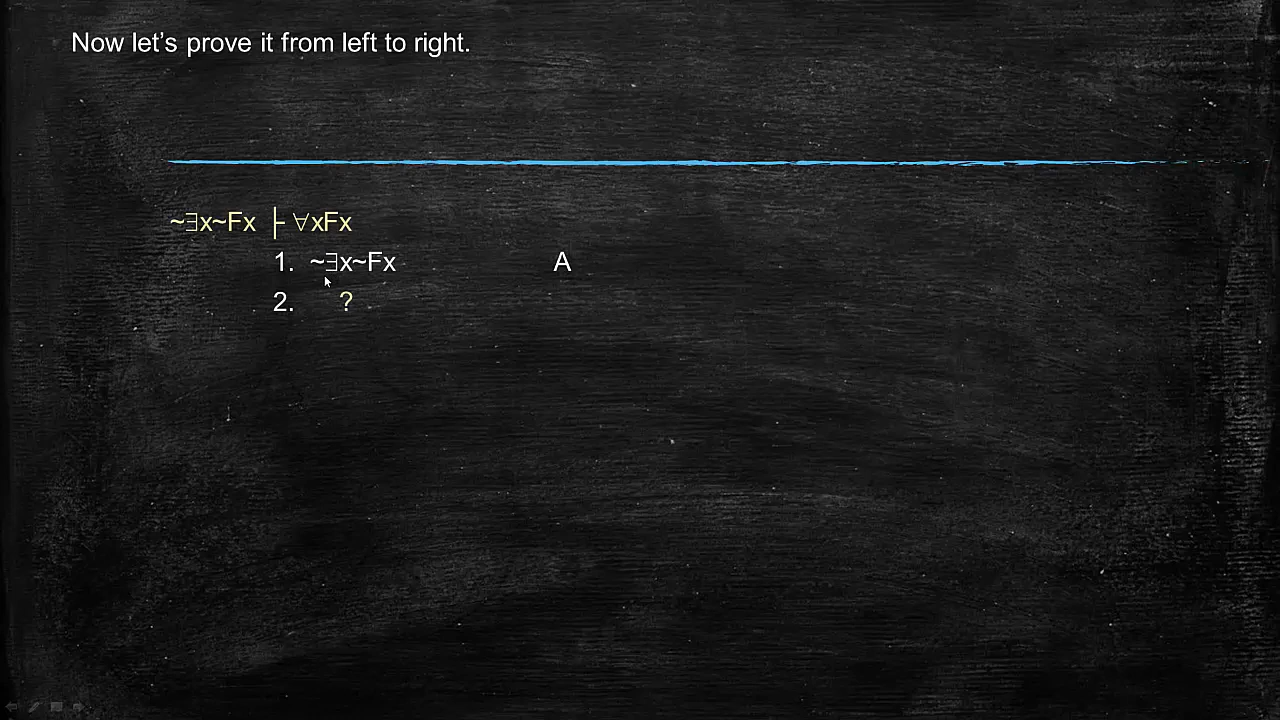 Now let’s prove it from left to right.
~∃x~Fx ├ ∀xFx
1. ~∃x~Fx A
2. ?